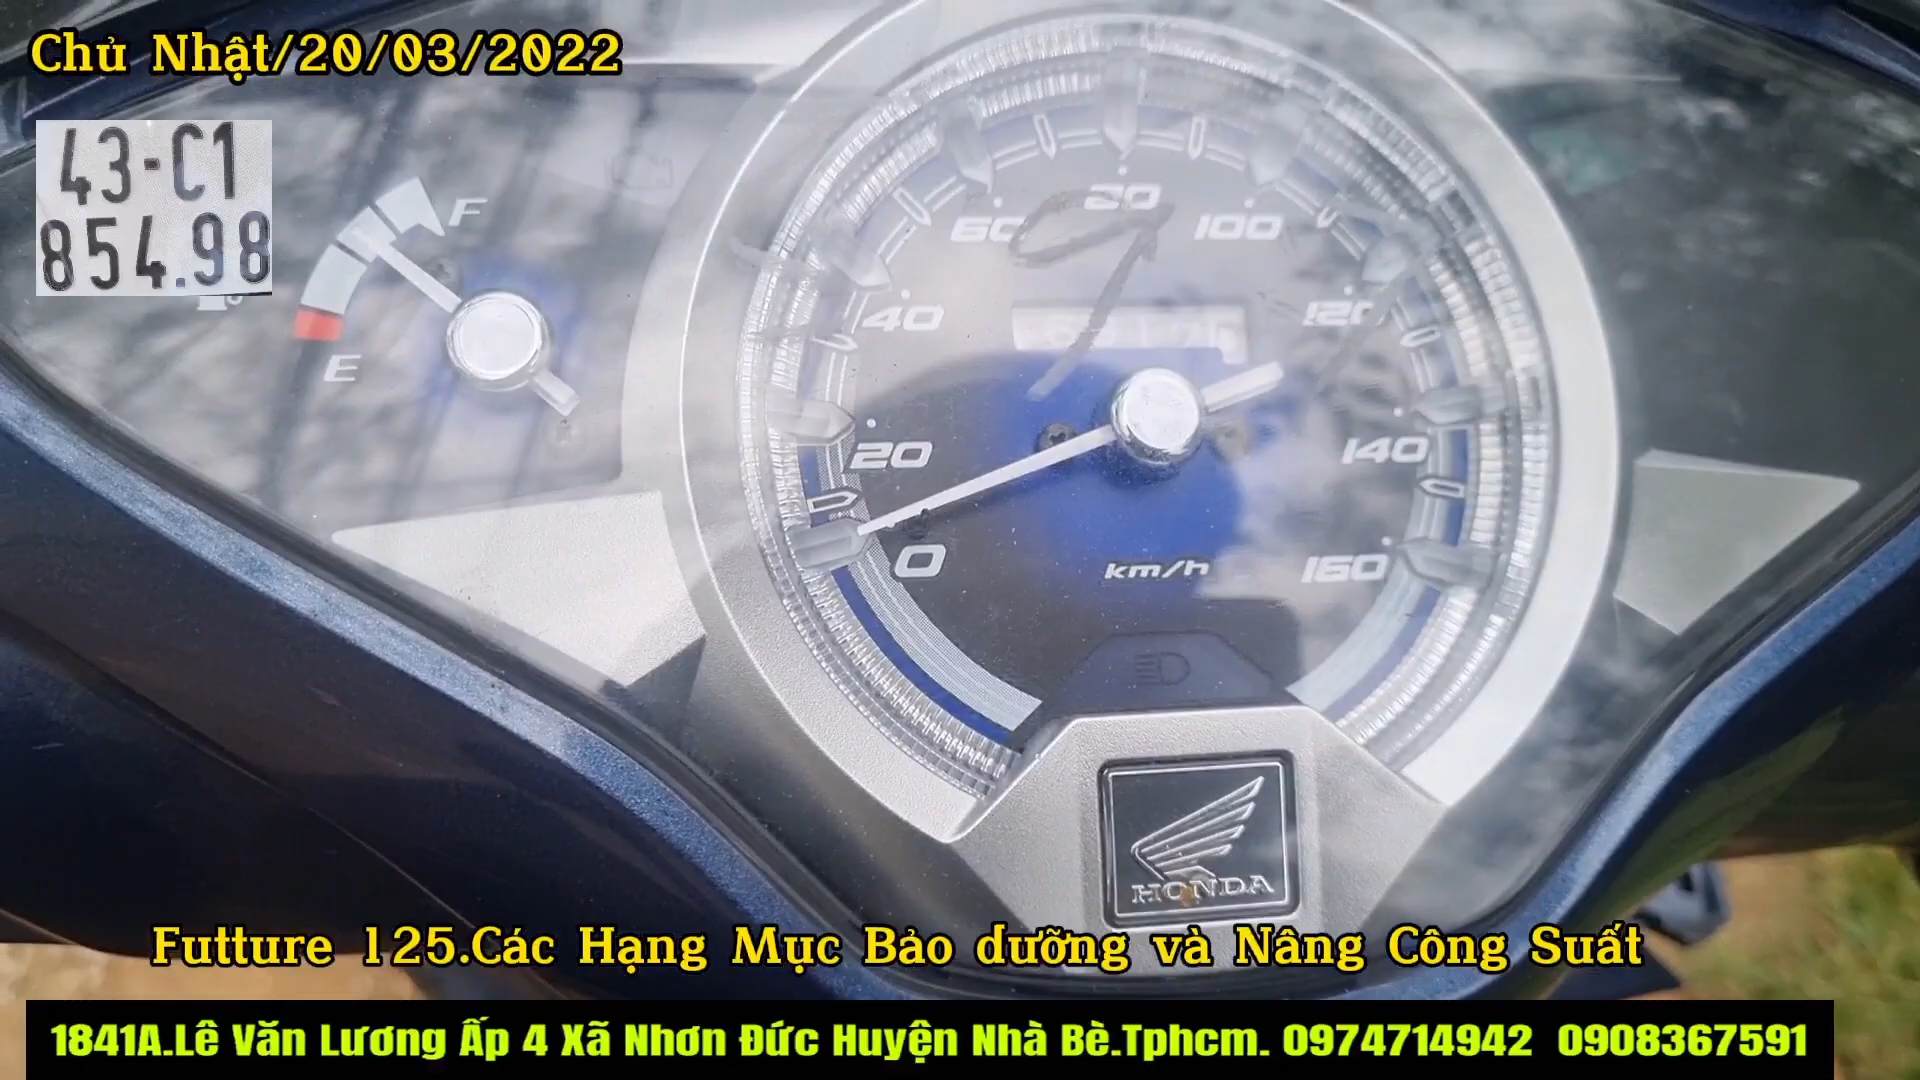 Chủ Nhật/20/03/2022
43-C1
854.98
F
E
0
20
40
60
80
100
120
140
160
km/h
HONDA
Futture 125.Các Hạng Mục Bảo dưỡng và Nâng Công Suất
1841A.Lê Văn Lương Ấp 4 Xã Nhơn Đức Huyện Nhà Bè.Tphcm. 0974714942 0908367591